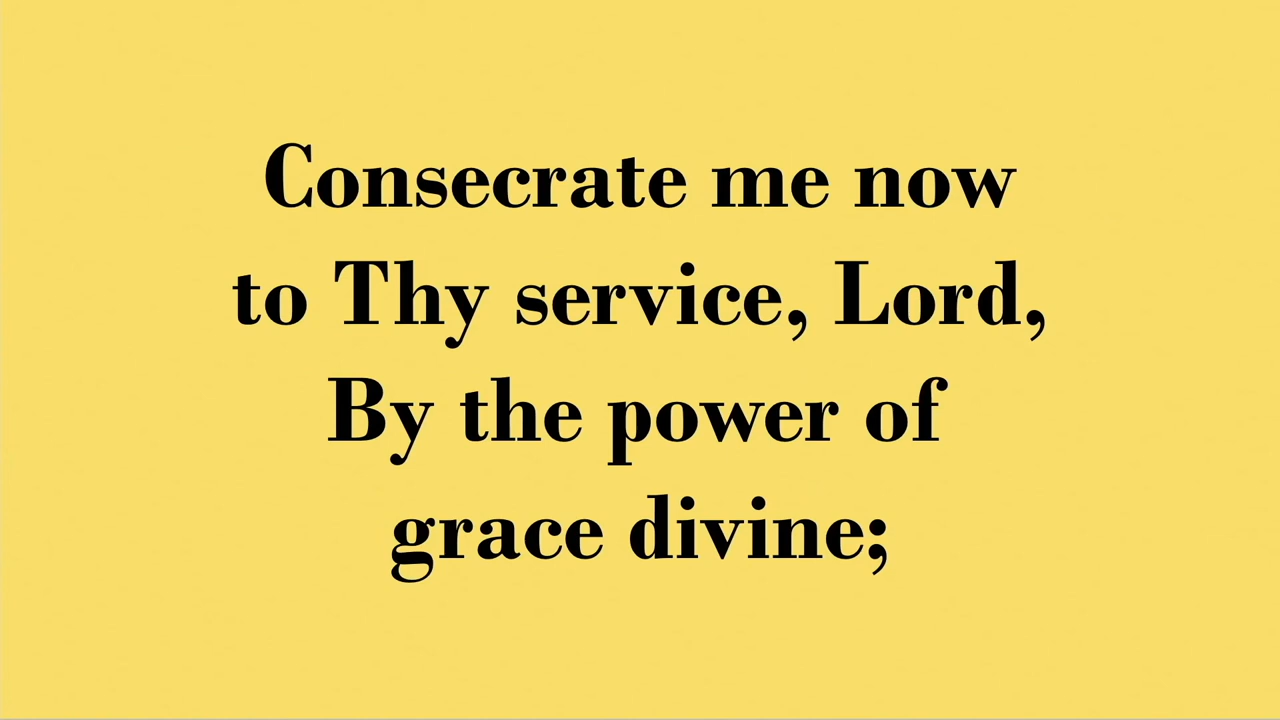 Consecrate me now
to Thy service, Lord,
By the power of
grace divine;